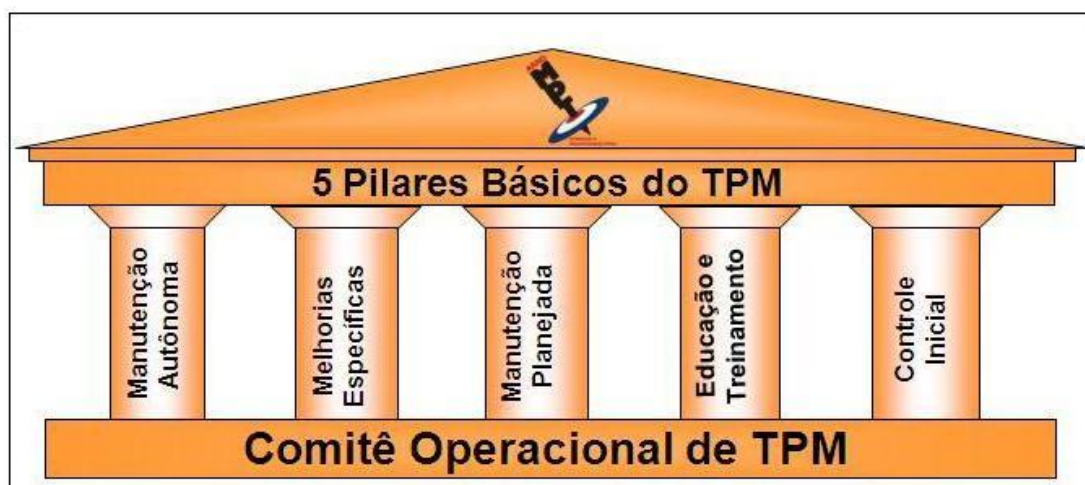 5 Pilares Básicos do TPM
Manutenção
Autônoma
Melhorias
Específicas
Manutenção
Planejada
Educação e
Treinamento
Controle
Inicial
Comitê Operacional de TPM